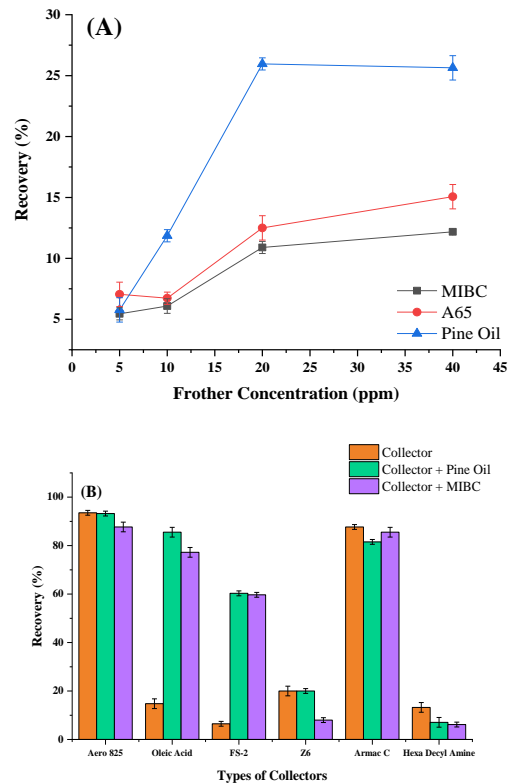 (A)
30
25
20
15
10
5
Recovery (%)
MIBC
A65
Pine Oil
0 5 10 15 20 25 30 35 40 45
Frother Concentration (ppm)
Collector
Collector + Pine Oil
Collector + MIBC
(B)
100
80
60
40
20
0
Recovery (%)
Aero 825 Oleic Acid FS-2 Z6 Armac C Hexa Decyl Amine
Types of Collectors